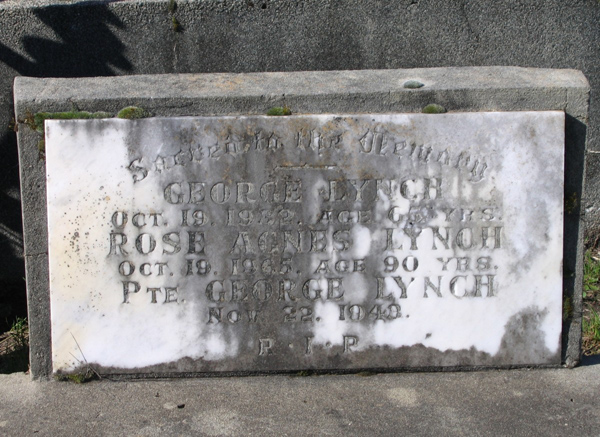 Sacred to the Memory
GEORGE LYNCH
OCT. 19. AGE YRS.
ROSE AGNES LYNCH
OCT. 19. 1965. AGE 90 YRS.
PTE. GEORGE LYNCH
NOV. 22. 1940.
R·I·P